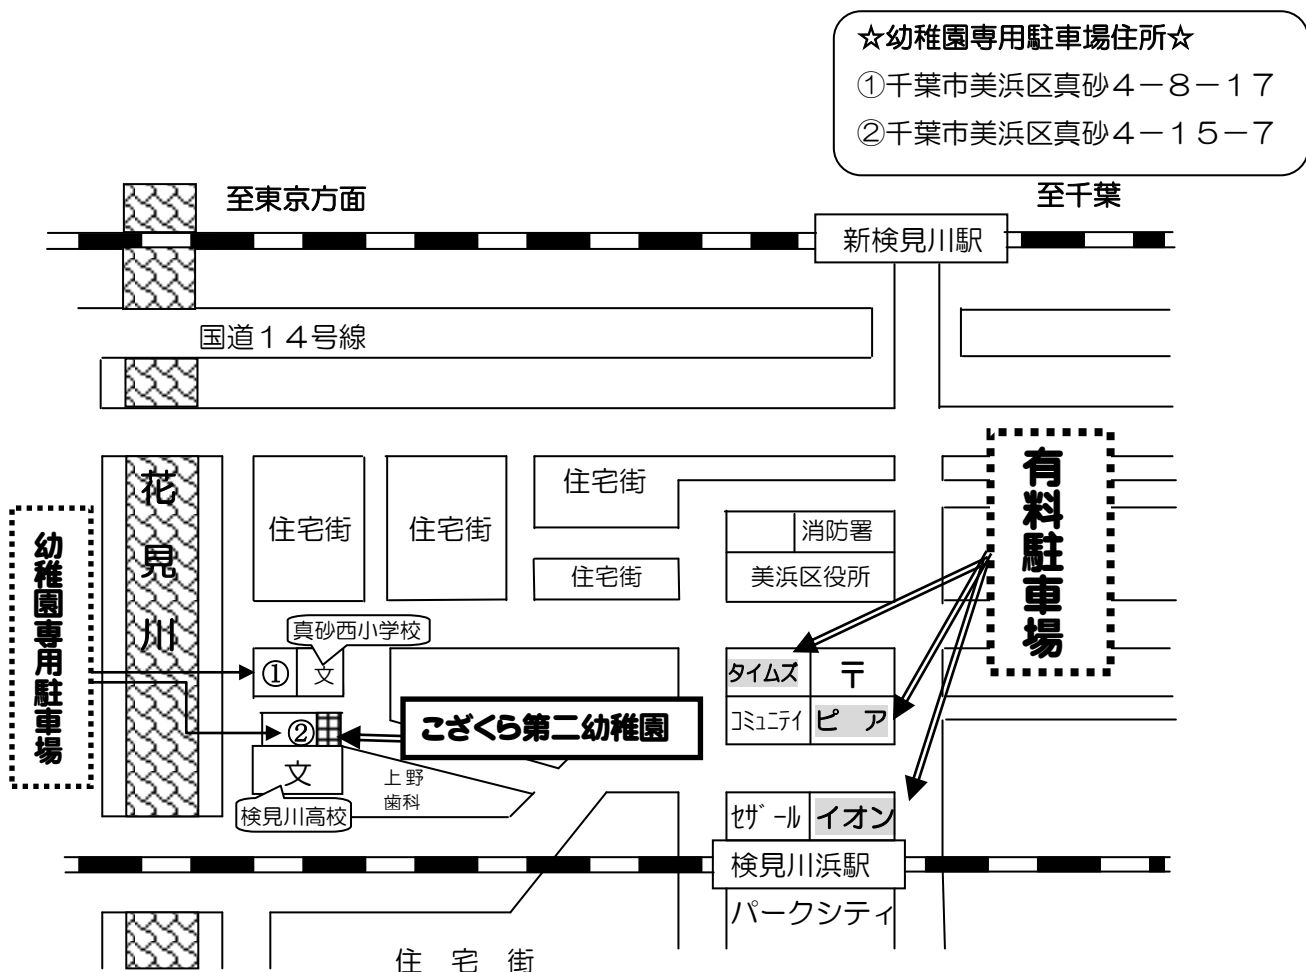 ☆幼稚園専用駐車場住所☆
①千葉市美浜区真砂4－8－17
②千葉市美浜区真砂4－15－7
至東京方面
至千葉
新検見川駅
国道14号線
花見川
住宅街
住宅街
住宅街
住宅街
消防署
美浜区役所
有料駐車場
幼稚園専用駐車場
真砂西小学校
①
文
タイムズ
〒
コミュニテイ
ピア
こざくら第二幼稚園
②
文
上野
歯科
検見川高校
セザール
イオン
検見川浜駅
パークシティ
住宅街